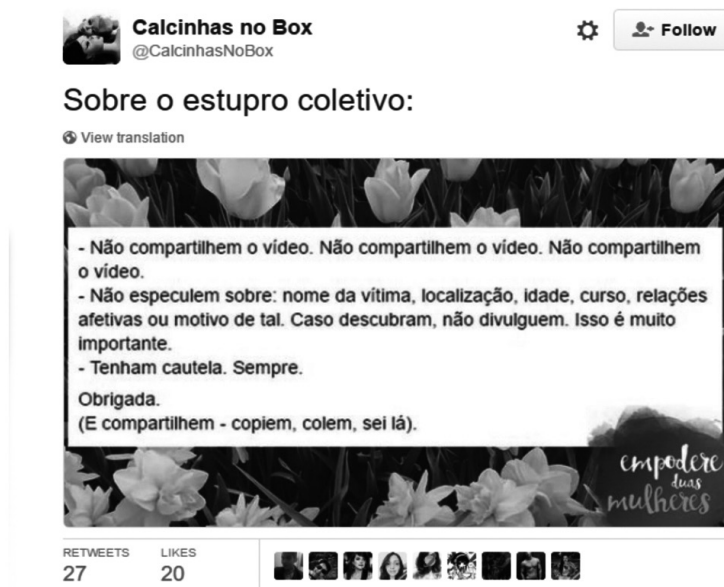 Calcinhas no Box
@CalcinhasNoBox
Follow
Sobre o estupro coletivo:
View translation
- Não compartilhem o vídeo. Não compartilhem o vídeo. Não compartilhem
o vídeo.
- Não especulem sobre: nome da vítima, localização, idade, curso, relações
afetivas ou motivo de tal. Caso descubram, não divulguem. Isso é muito
importante.
- Tenham cautela. Sempre.
Obrigada.
(E compartilhem - copiem, colem, sei lá).
empodere
duas
mulheres
RETWEETS LIKES
27 20